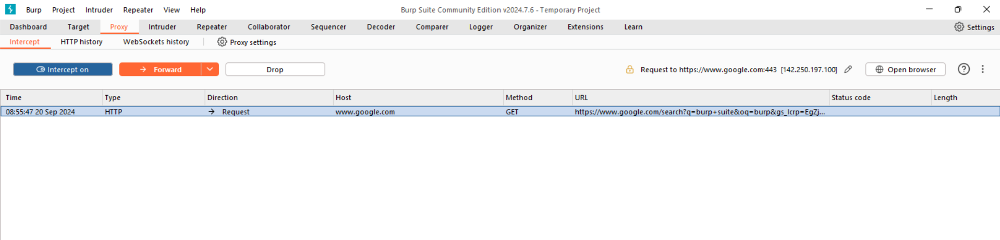 Burp Project Intruder Repeater View Help Burp Suite Community Edition v2024.7.6 - Temporary Project
Dashboard Target Proxy Intruder Repeater Collaborator Sequencer Decoder Comparer Logger Organizer Extensions Learn Settings
Intercept HTTP history WebSockets history Proxy settings
Intercept on Forward Drop Request to https://www.google.com:443 [142.250.197.100] Open browser
Time Type Direction Host Method URL Status code Length
08:55:47 20 Sep 2024 HTTP → Request www.google.com GET https://www.google.com/search?q=burp+suite&oq=burp&gs_lcrp=EgZj...